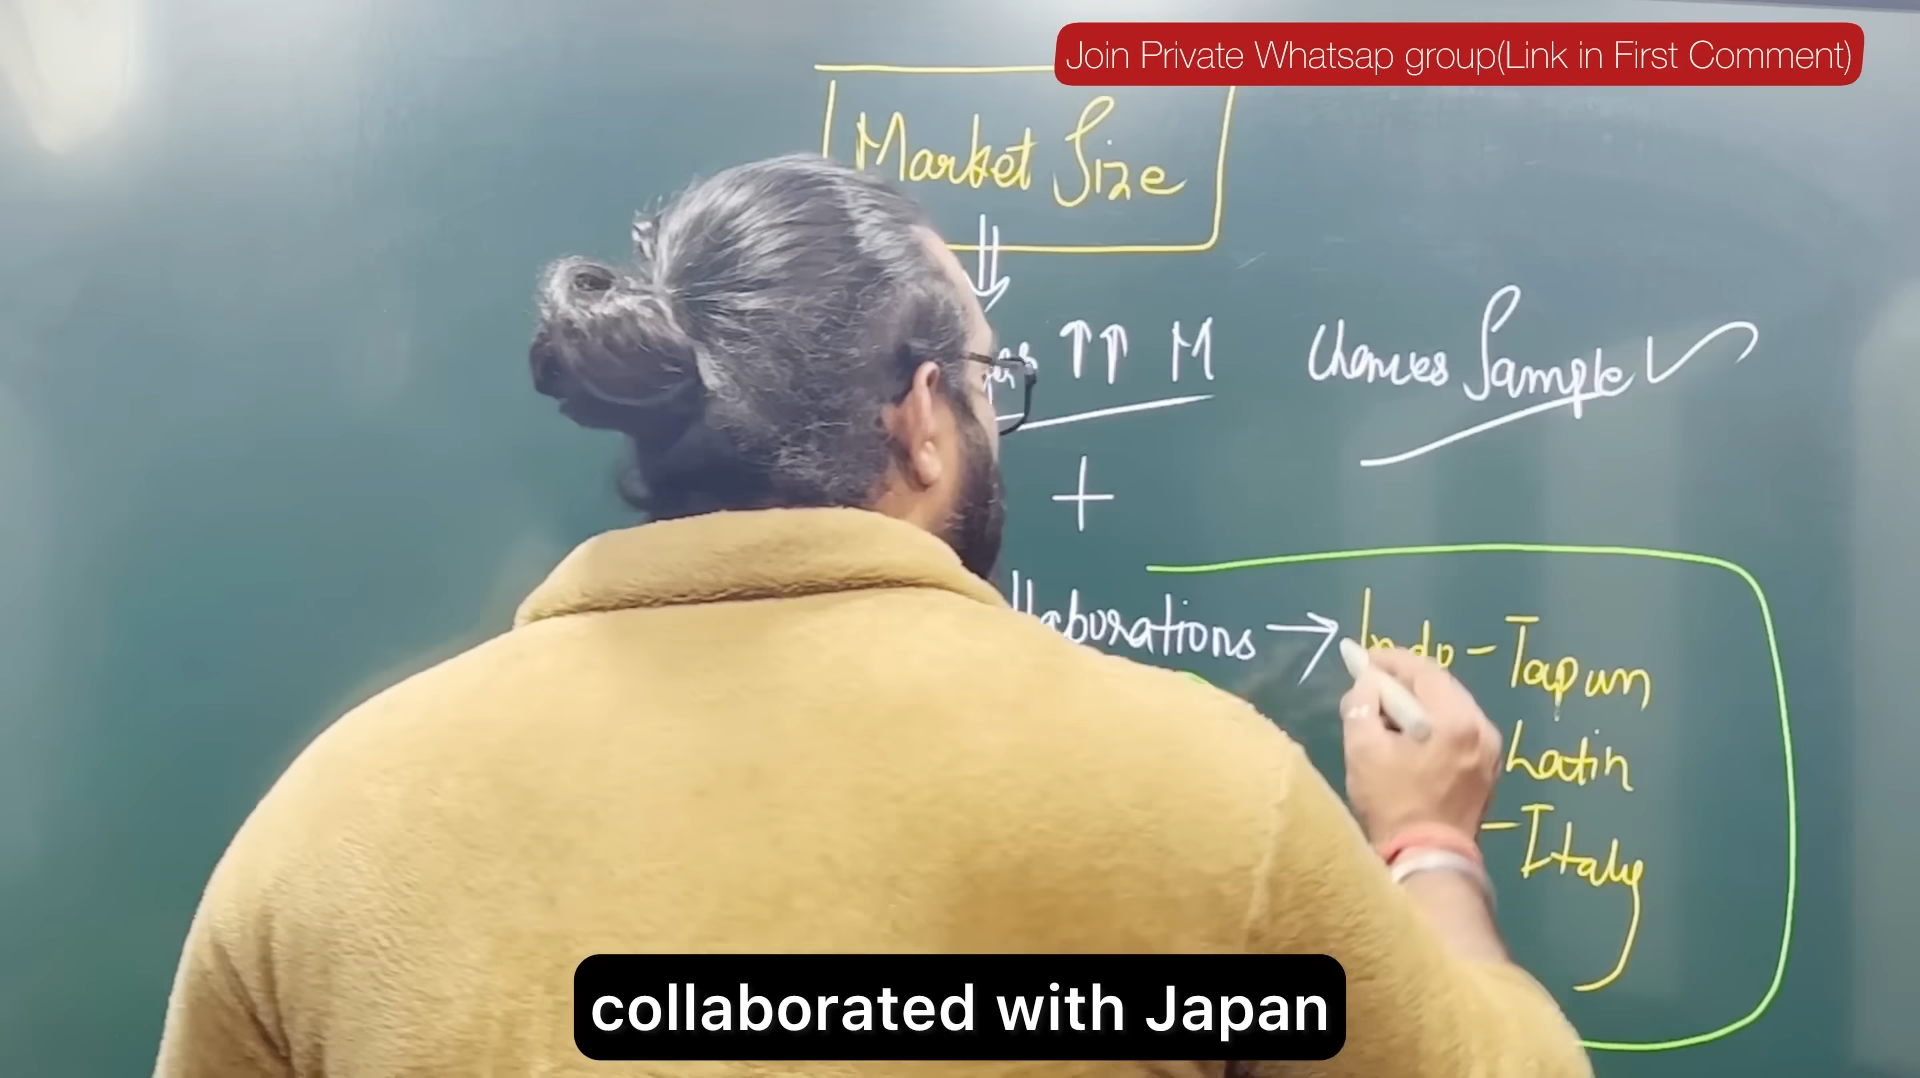 Join Private Whatsap group(Link in First Comment)
Market Size
↑↑ M Chances Sample
+
llaborations → Indo - Japan
Latin
- Italy
collaborated with Japan